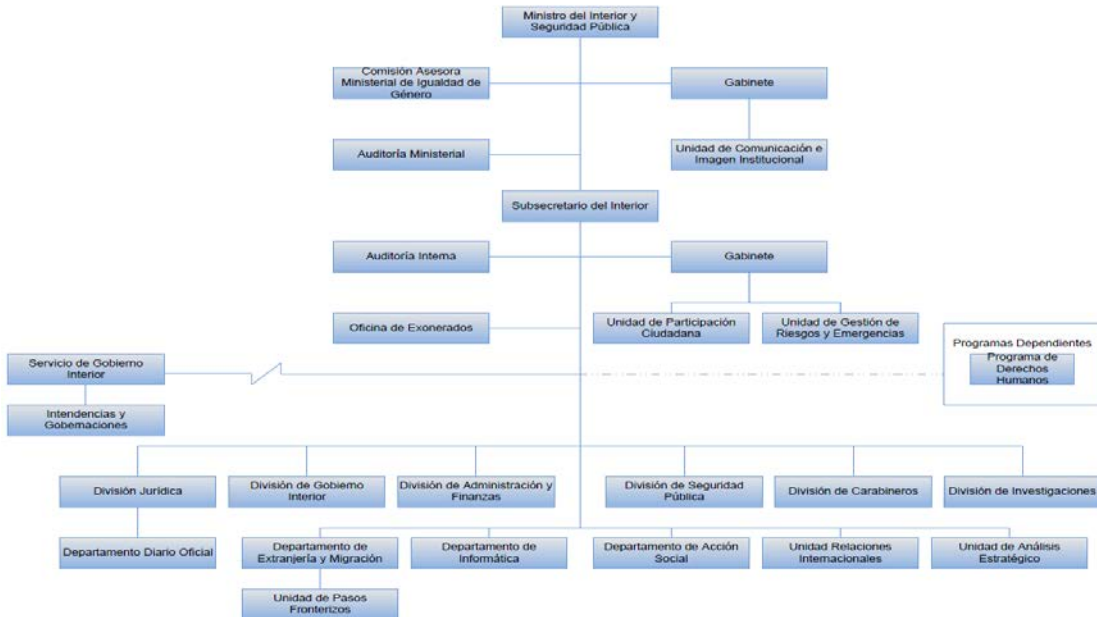 Ministro del Interior y
Seguridad Pública
Comisión Asesora
Ministerial de Igualdad de
Género
Gabinete
Auditoría Ministerial
Unidad de Comunicación e
Imagen Institucional
Subsecretario del Interior
Auditoría Interna
Gabinete
Oficina de Exonerados
Unidad de Participación
Ciudadana
Unidad de Gestión de
Riesgos y Emergencias
Programas Dependientes
Programa de
Derechos
Humanos
Servicio de Gobierno
Interior
Intendencias y
Gobernaciones
División Jurídica
División de Gobierno
Interior
División de Administración y
Finanzas
División de Seguridad
Pública
División de Carabineros
División de Investigaciones
Departamento Diario Oficial
Departamento de
Extranjería y Migración
Departamento de
Informática
Departamento de Acción
Social
Unidad Relaciones
Internacionales
Unidad de Análisis
Estratégico
Unidad de Pasos
Fronterizos